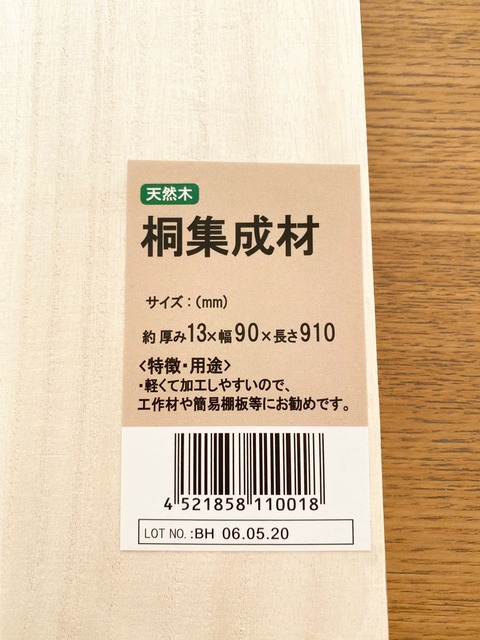 天然木
桐集成材
サイズ：(mm)
約 厚み13×幅90×長さ910
〈特徴・用途〉
・軽くて加工しやすいので、
工作材や簡易棚板等にお勧めです。
4 521858 110018
LOT NO. :BH 06.05.20